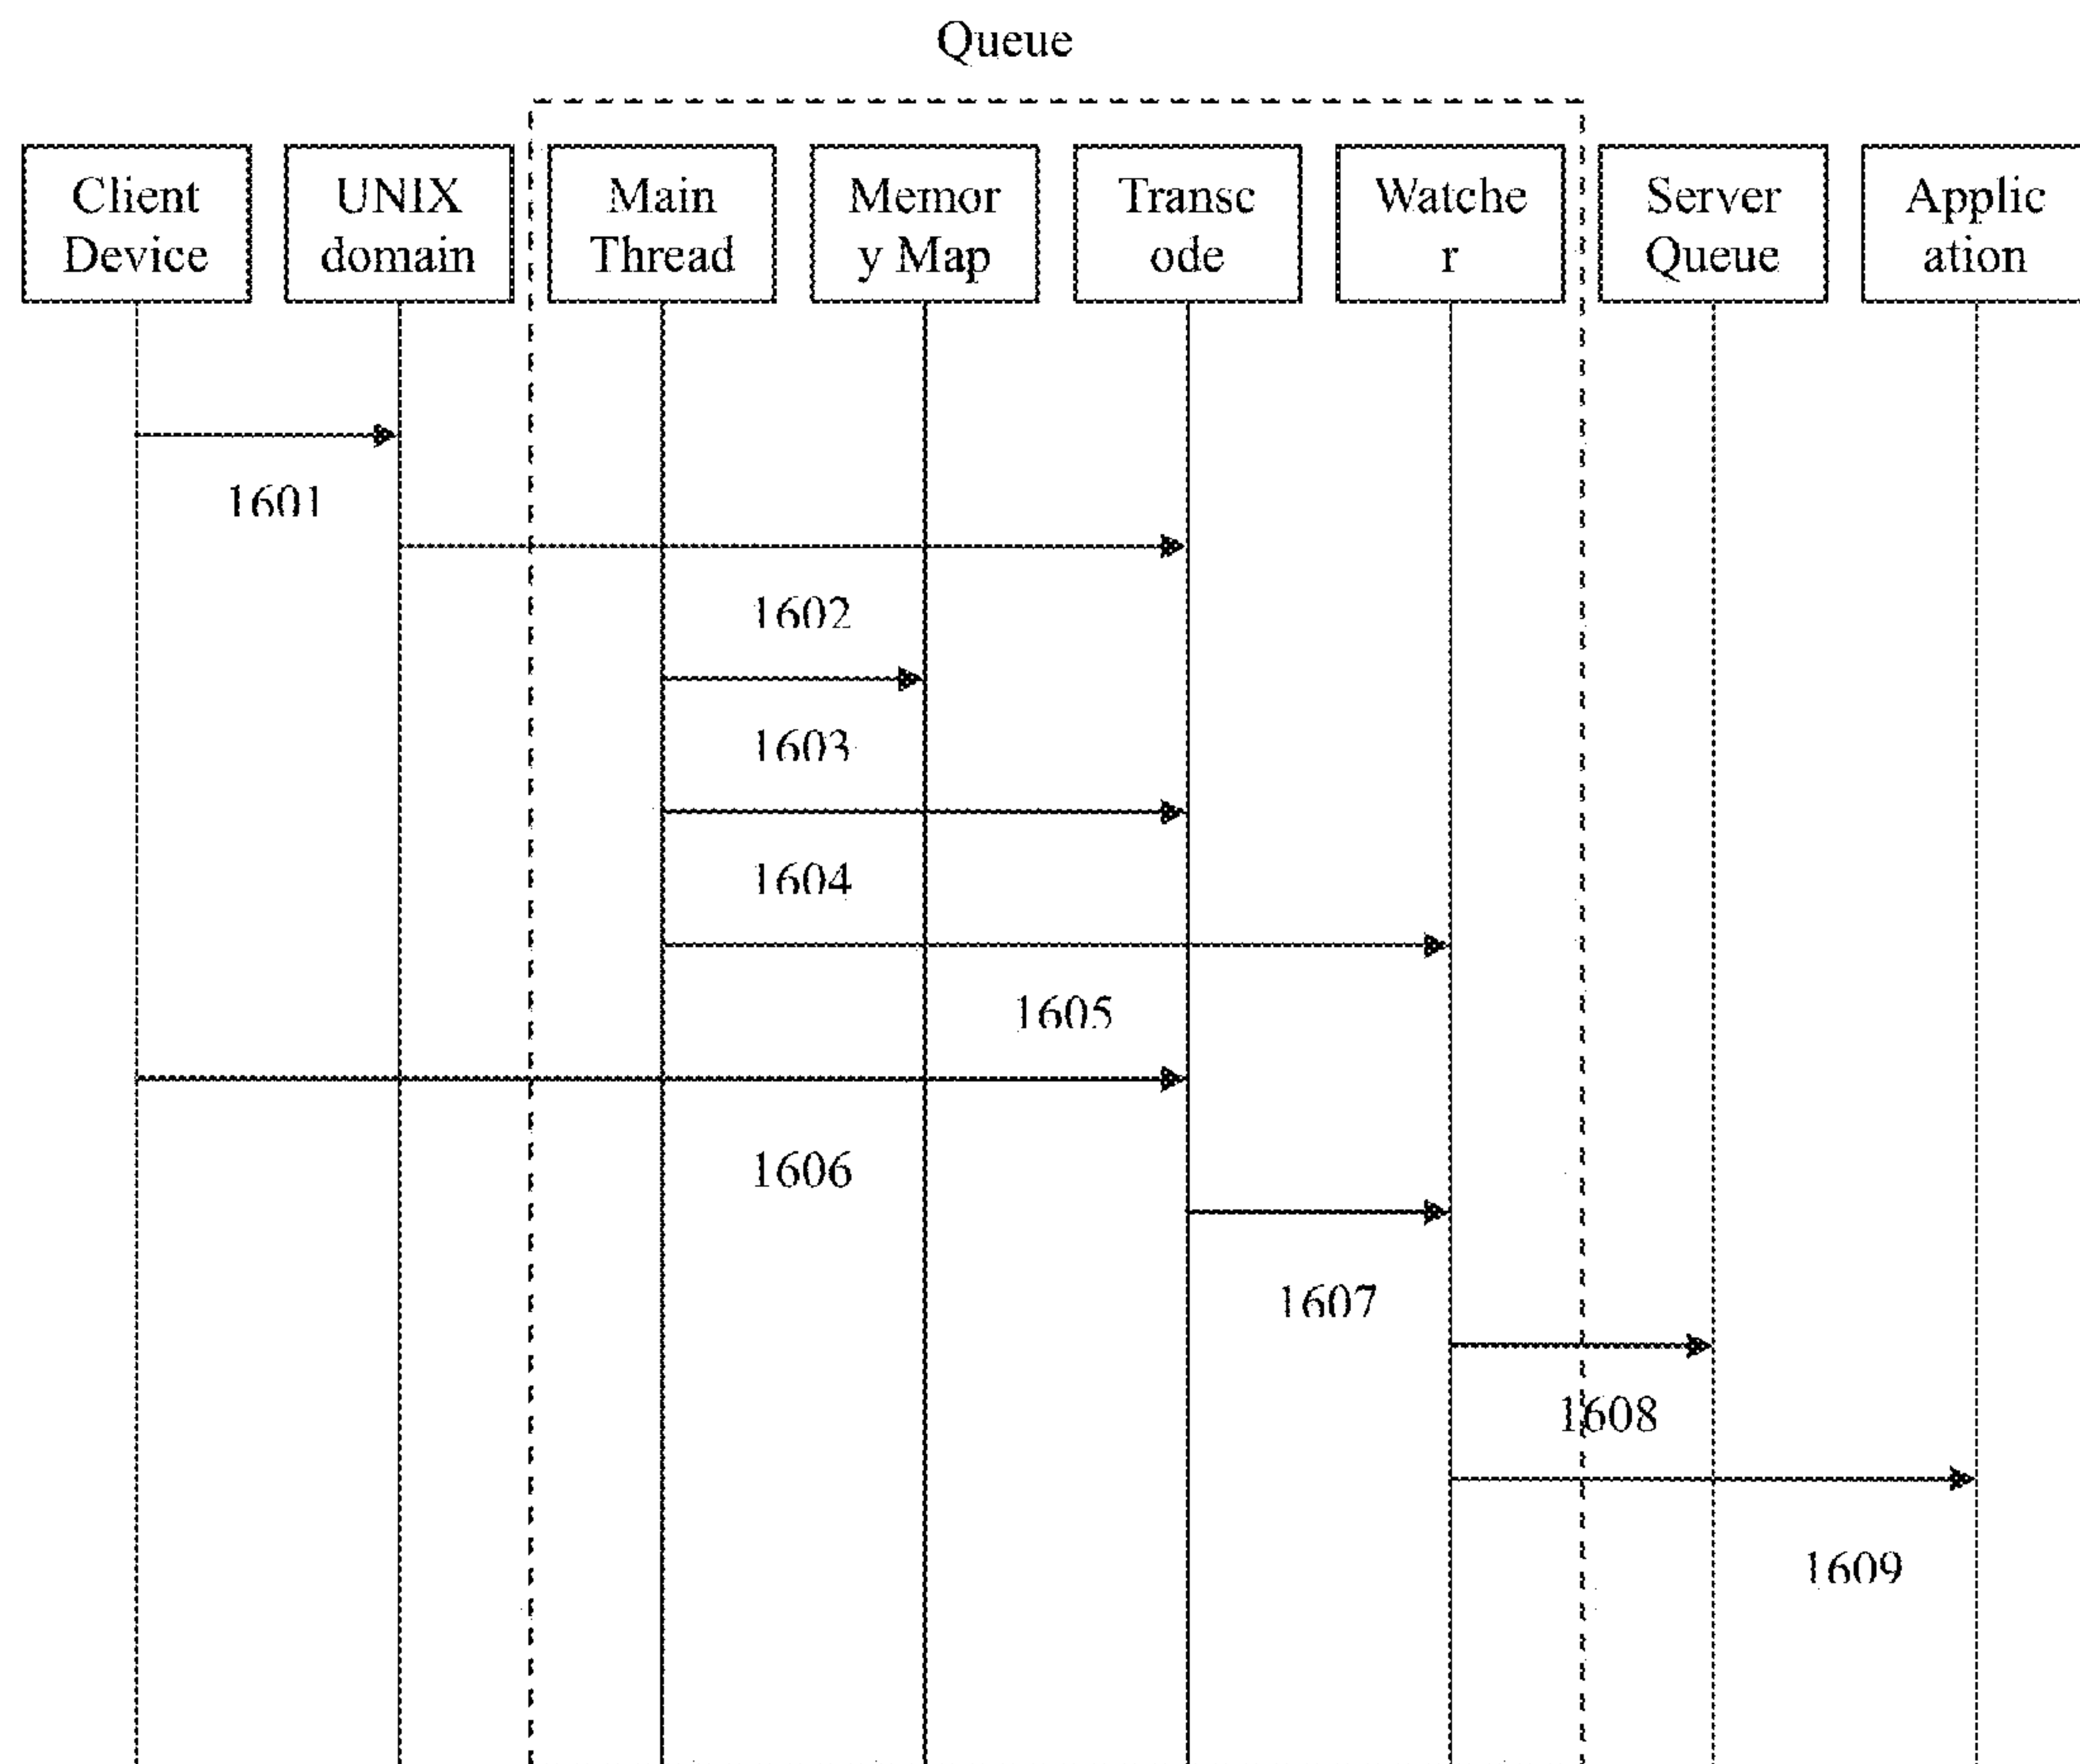 Queue
Client
Device
UNIX
domain
Main
Thread
Memor
y Map
Transc
ode
Watche
r
Server
Queue
Applic
ation
1601
1602
1603
1604
1605
1606
1607
1608
1609